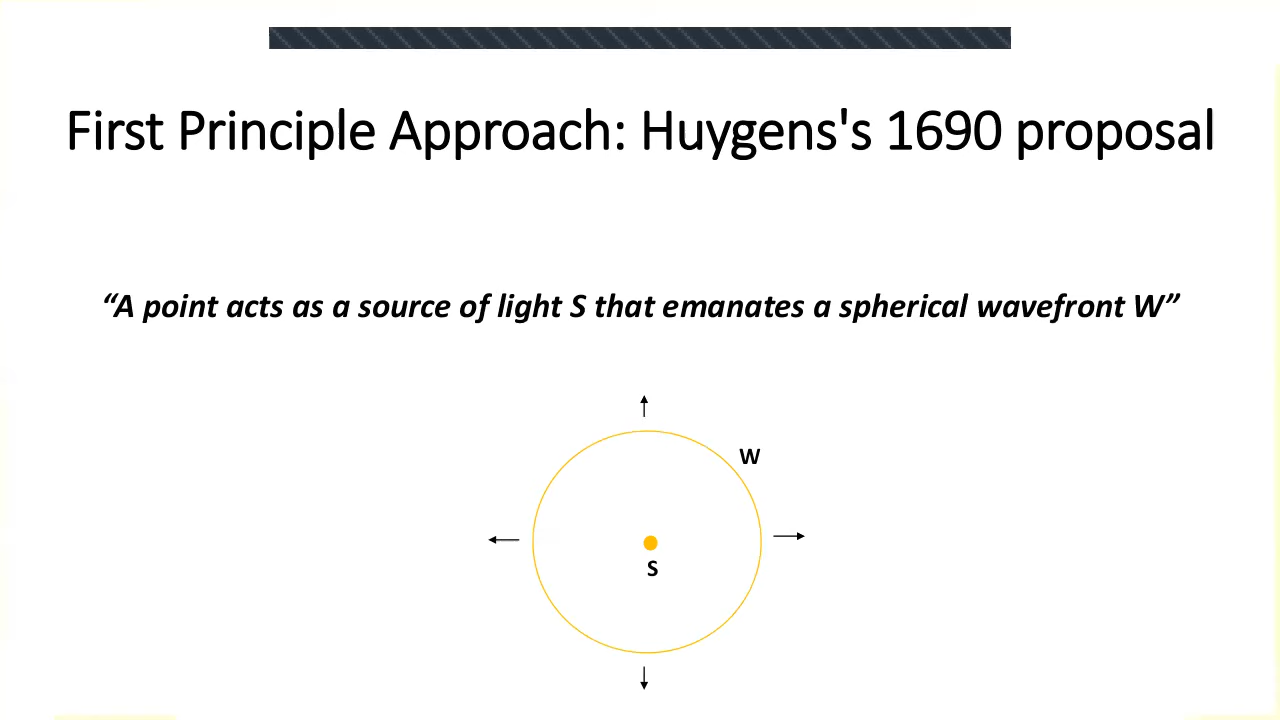 First Principle Approach: Huygens's 1690 proposal
“A point acts as a source of light S that emanates a spherical wavefront W”
W
S